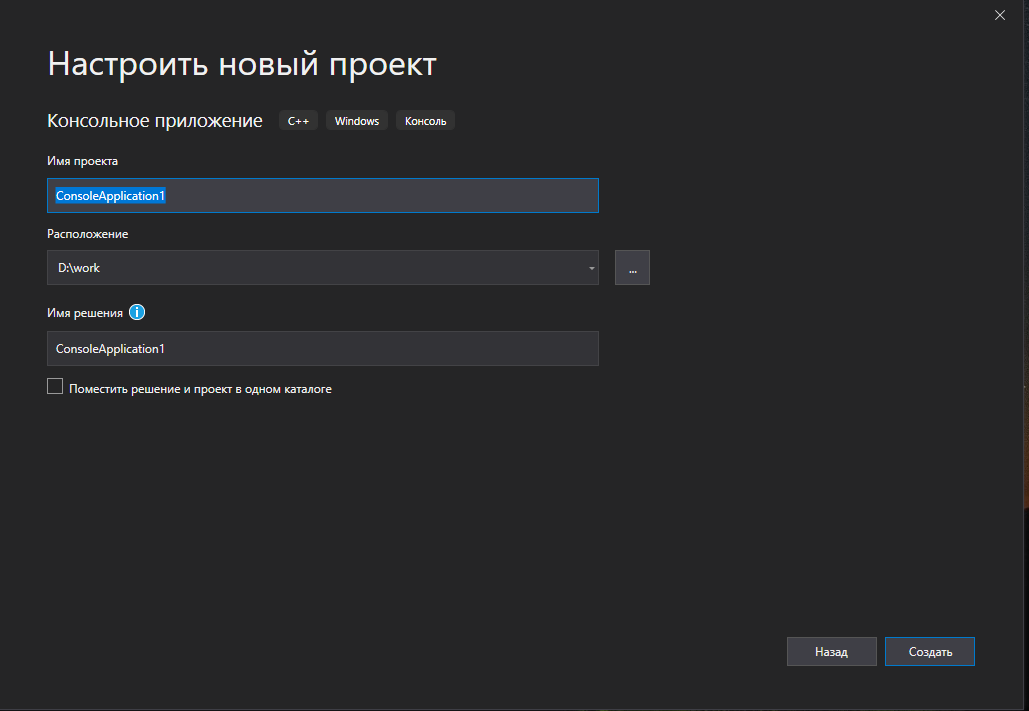 Настроить новый проект
Консольное приложение C++ Windows Консоль
Имя проекта
ConsoleApplication1
Расположение
D:\work
...
Имя решения
ConsoleApplication1
Поместить решение и проект в одном каталоге
Назад Создать